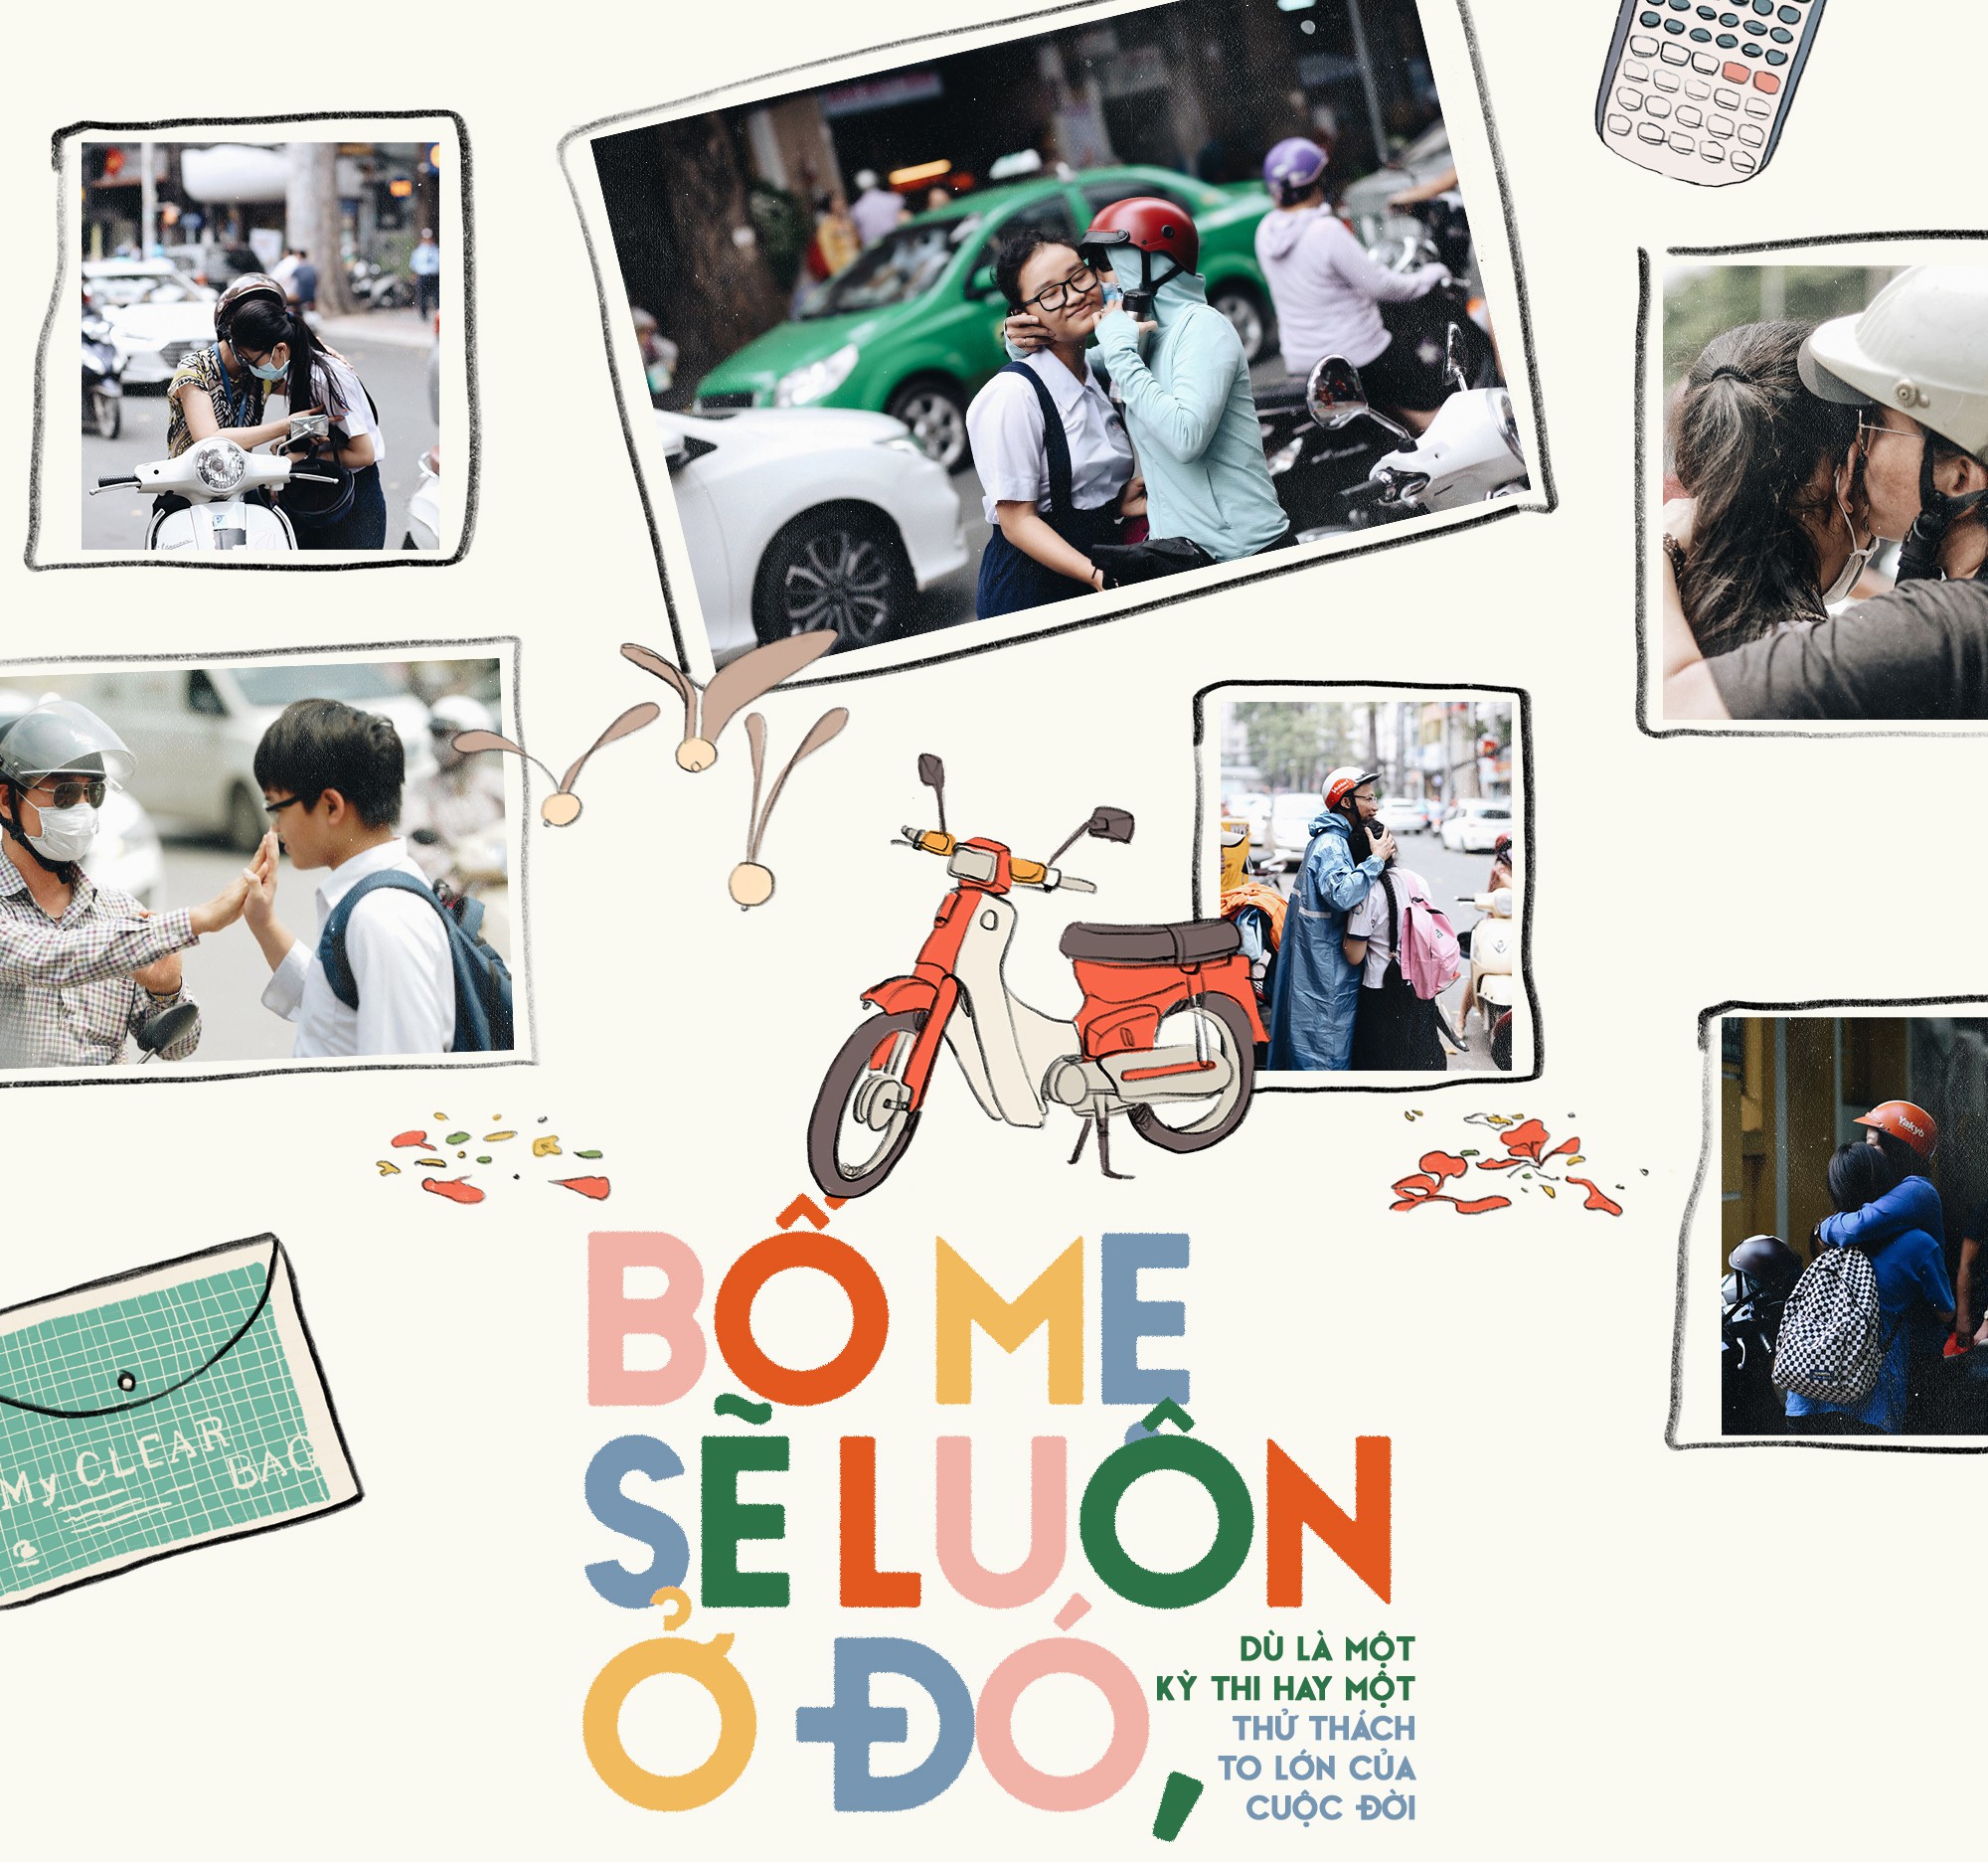 Yakyo
My CLEAR
BAG
BỐ MẸ
SẼ LUÔN
Ở ĐÓ,
DÙ LÀ MỘT
KỲ THI HAY MỘT
THỬ THÁCH
TO LỚN CỦA
CUỘC ĐỜI